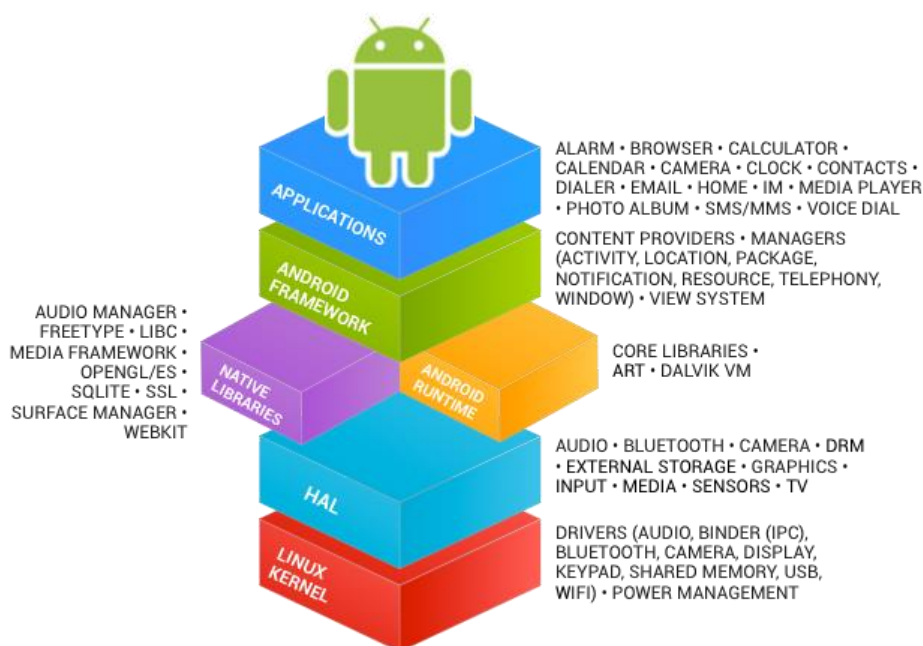 APPLICATIONS
ALARM • BROWSER • CALCULATOR •
CALENDAR • CAMERA • CLOCK • CONTACTS •
DIALER • EMAIL • HOME • IM • MEDIA PLAYER
• PHOTO ALBUM • SMS/MMS • VOICE DIAL
ANDROID
FRAMEWORK
CONTENT PROVIDERS • MANAGERS
(ACTIVITY, LOCATION, PACKAGE,
NOTIFICATION, RESOURCE, TELEPHONY,
WINDOW) • VIEW SYSTEM
AUDIO MANAGER •
FREETYPE • LIBC •
MEDIA FRAMEWORK •
OPENGL/ES •
SQLITE • SSL •
SURFACE MANAGER •
WEBKIT
NATIVE
LIBRARIES
ANDROID
RUNTIME
CORE LIBRARIES •
ART • DALVIK VM
HAL
AUDIO • BLUETOOTH • CAMERA • DRM
• EXTERNAL STORAGE • GRAPHICS •
INPUT • MEDIA • SENSORS • TV
LINUX
KERNEL
DRIVERS (AUDIO, BINDER (IPC),
BLUETOOTH, CAMERA, DISPLAY,
KEYPAD, SHARED MEMORY, USB,
WIFI) • POWER MANAGEMENT